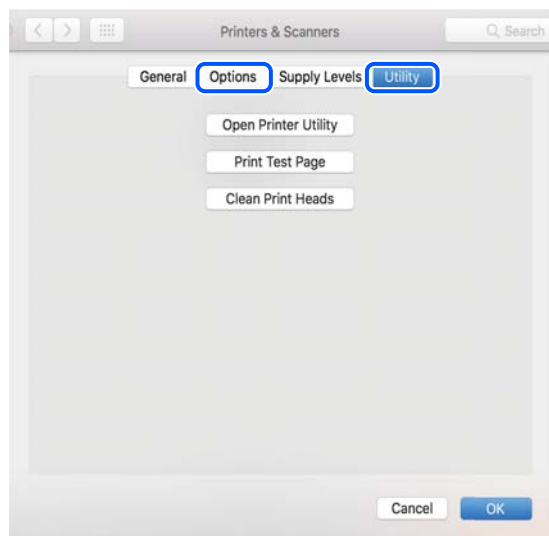 Printers & Scanners Search
General Options Supply Levels Utility
Open Printer Utility
Print Test Page
Clean Print Heads
Cancel OK